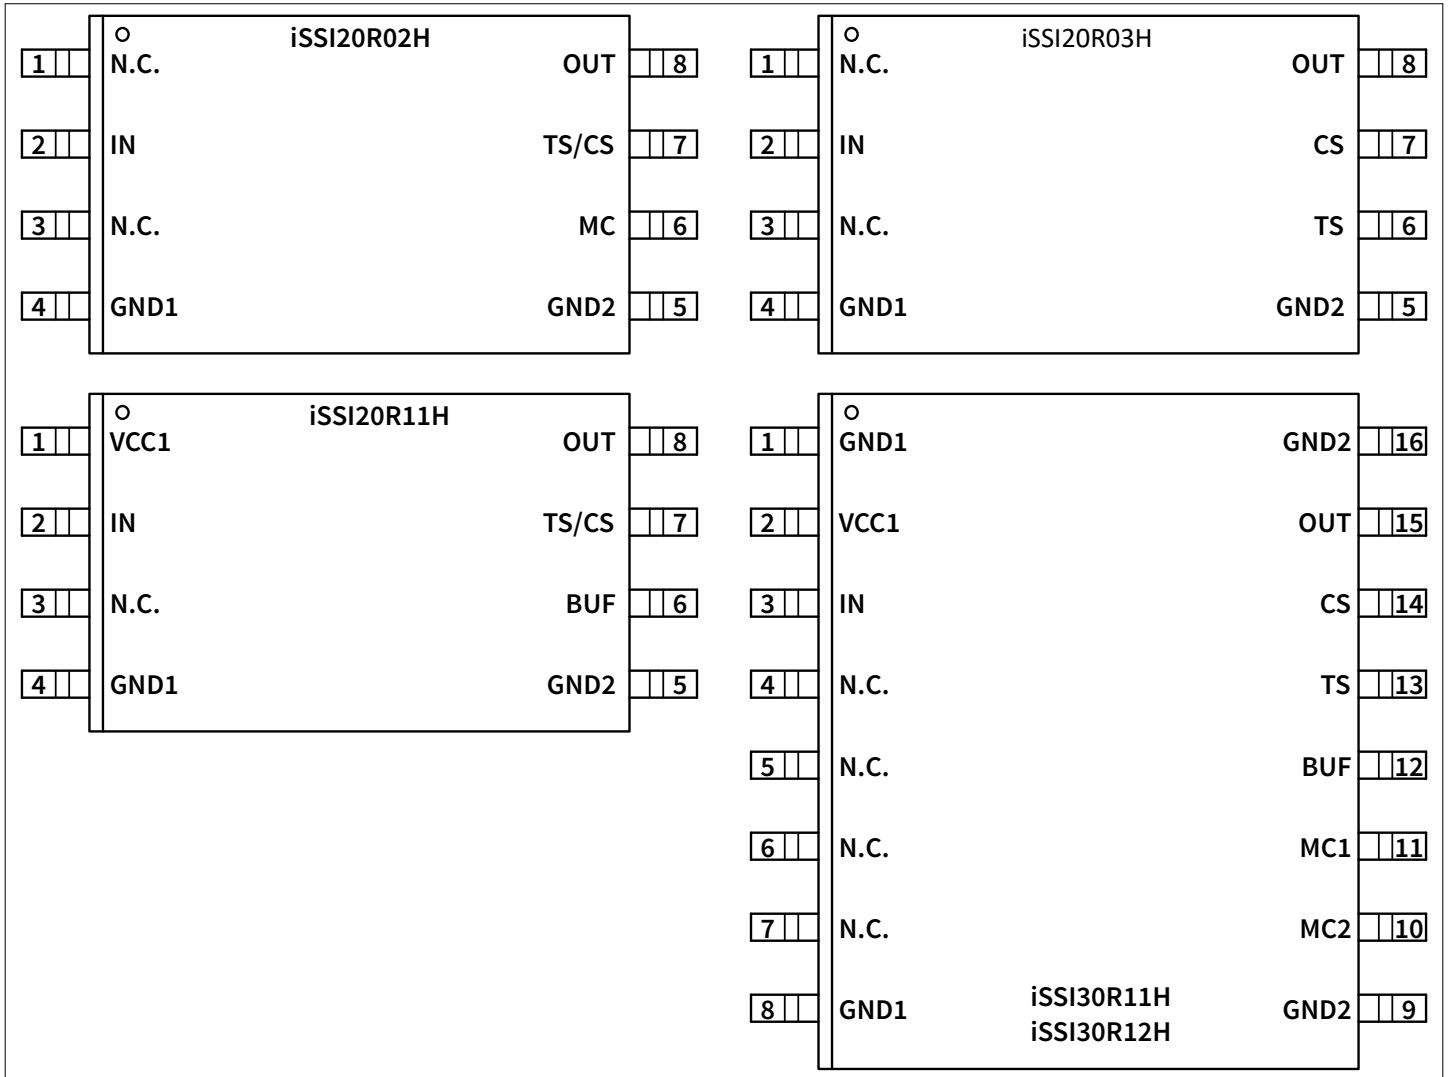 iSSI20R02H
1 N.C. OUT 8
2 IN TS/CS 7
3 N.C. MC 6
4 GND1 GND2 5
iSSI20R03H
1 N.C. OUT 8
2 IN CS 7
3 N.C. TS 6
4 GND1 GND2 5
iSSI20R11H
1 VCC1 OUT 8
2 IN TS/CS 7
3 N.C. BUF 6
4 GND1 GND2 5
1 GND1 GND2 16
2 VCC1 OUT 15
3 IN CS 14
4 N.C. TS 13
5 N.C. BUF 12
6 N.C. MC1 11
7 N.C. MC2 10
8 GND1 GND2 9
iSSI30R11H
iSSI30R12H